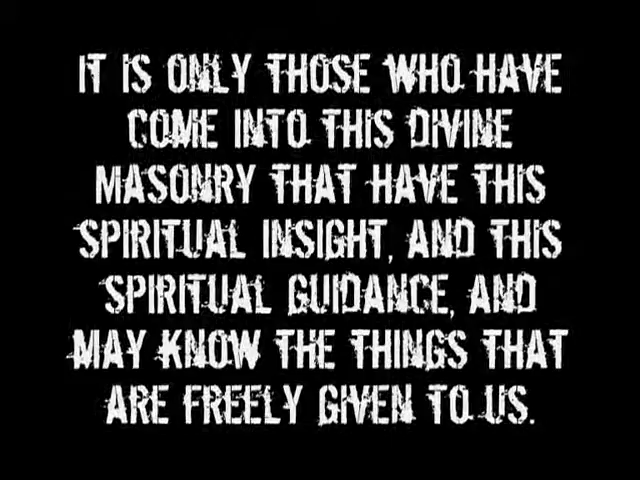 IT IS ONLY THOSE WHO HAVE
COME INTO THIS DIVINE
MASONRY THAT HAVE THIS
SPIRITUAL INSIGHT, AND THIS
SPIRITUAL GUIDANCE, AND
MAY KNOW THE THINGS THAT
ARE FREELY GIVEN TO US.